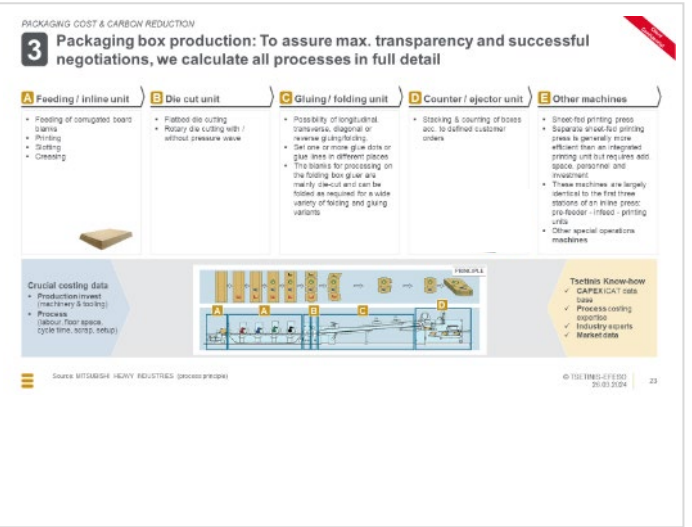 PACKAGING COST & CARBON REDUCTION
3
Packaging box production: To assure max. transparency and successful
negotiations, we calculate all processes in full detail
Client
Confidential
A Feeding / inline unit
• Feeding of corrugated board
blanks
• Printing
• Slotting
• Creasing
B Die cut unit
• Flatbed die cutting
• Rotary die cutting with /
without pressure wave
C Gluing / folding unit
• Possibility of longitudinal,
transverse, diagonal or
reverse gluing/folding.
• Set one or more glue dots or
glue lines in different places
• The blanks for processing on
the folding box gluer are
mainly die-cut and can be
folded as required for a wide
variety of folding and gluing
variants
D Counter / ejector unit
• Stacking & counting of boxes
acc. to defined customer
orders
E Other machines
• Sheet-fed printing press
• Separate sheet-fed printing
press is generally more
efficient than an integrated
printing unit but requires add.
space, personnel and
investment
• These machines are largely
identical to the first three
stations of an inline press:
pre-feeder - infeed - printing
units
• Other special operations
machines
Crucial costing data
• Production invest
(machinery & tooling)
• Process
(labour, floor space,
cycle time, scrap, setup)
PRINCIPLE
A
A
B
C
D
Tsetinis Know-how
✓ CAPEX iCAT data
base
✓ Process costing
expertise
✓ Industry experts
✓ Market data
Source: MITSUBISHI HEAVY INDUSTRIES (process principle)
© TSETINIS-EFESO
26.03.2024
23